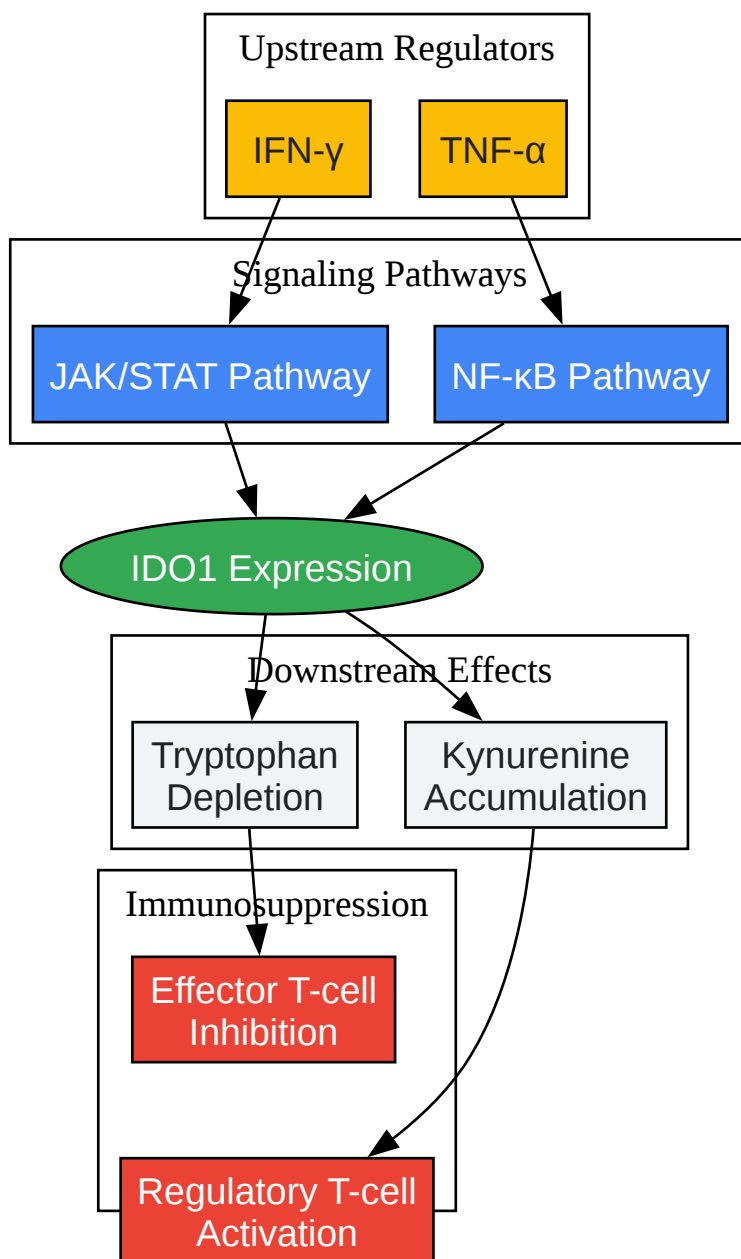 Upstream Regulators
IFN-γ
TNF-α
Signaling Pathways
JAK/STAT Pathway
NF-κB Pathway
IDO1 Expression
Downstream Effects
Tryptophan
Depletion
Kynurenine
Accumulation
Immunosuppression
Effector T-cell
Inhibition
Regulatory T-cell
Activation